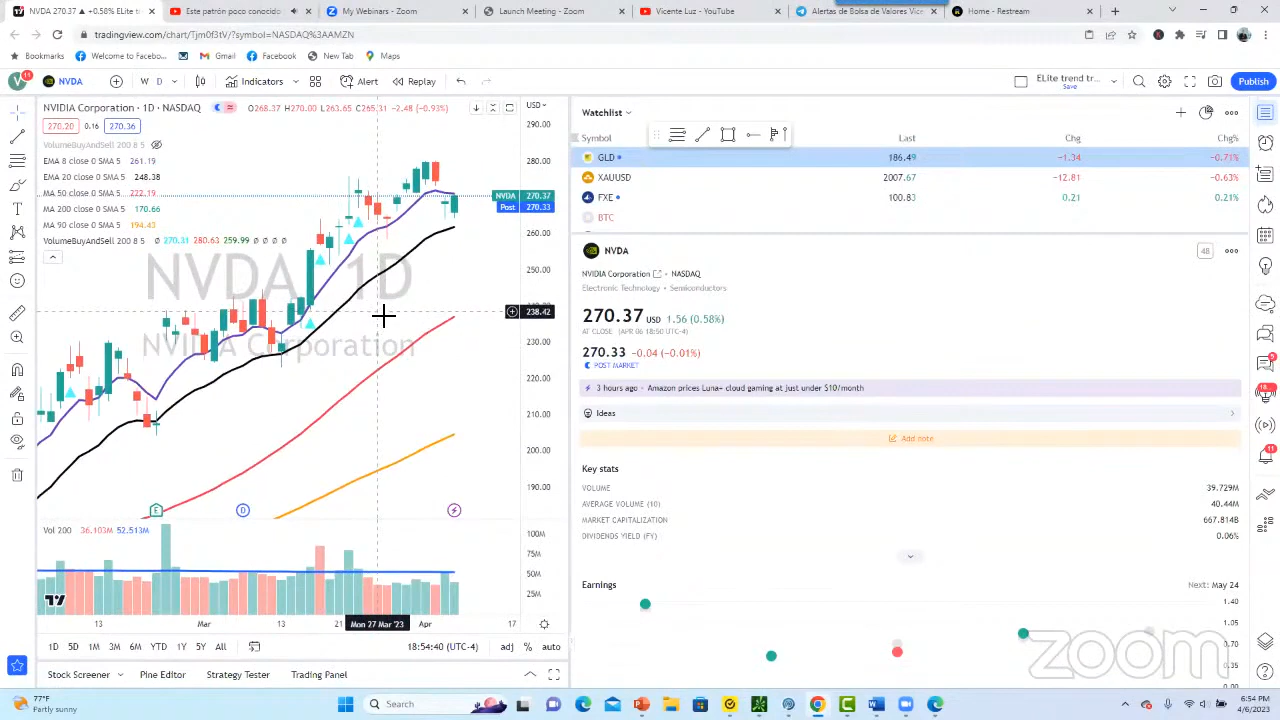 NVDA 270.37 ▲ +0.58% ELite t
Este patrón poco conocido
My Webinars - Zoom
Launch Meeting - Zoom
Vicente Luz - YouTube
Alertas de Bolsa de Valores Vice
Home - Restream
tradingview.com/chart/Tjm0f3tV/?symbol=NASDAQ%3AAMZN
Bookmarks
Welcome to Faceb...
Gmail
Facebook
New Tab
Maps
V 11
NVDA
W D
Indicators
Alert
Replay
ELite trend tr...
Save
Publish
NVIDIA Corporation · 1D · NASDAQ
O268.37 H270.00 L263.65 C265.31 −2.48 (−0.93%)
USD
270.20 0.16 270.36
VolumeBuyAndSell 200 8 5
EMA 8 close 0 SMA 5 261.19
EMA 20 close 0 SMA 5 248.38
MA 50 close 0 SMA 5 222.19
MA 200 close 0 SMA 5 170.66
MA 90 close 0 SMA 5 194.43
VolumeBuyAndSell 200 8 5 ø 270.31 280.63 259.99 ø ø ø ø
NVDA, 1D
NVIDIA Corporation
290.00
280.00
NVDA 270.37
Post 270.33
260.00
250.00
238.42
230.00
220.00
210.00
200.00
190.00
E
D
Vol 200 36.103M 52.513M
100M
75M
50M
25M
13
Mar
13
21
Mon 27 Mar '23
Apr
17
1D 5D 1M 3M 6M YTD 1Y 5Y All
18:54:40 (UTC-4)
adj % auto
Stock Screener
Pine Editor
Strategy Tester
Trading Panel
Watchlist
Symbol Last Chg Chg%
GLD 186.49 −1.34 −0.71%
XAUUSD 2007.67 −12.81 −0.63%
FXE 100.83 0.21 0.21%
BTC
NVDA
NVIDIA Corporation · NASDAQ
Electronic Technology · Semiconductors
270.37 USD 1.56 (0.58%)
AT CLOSE (APR 06 18:50 UTC-4)
270.33 −0.04 (−0.01%)
POST MARKET
3 hours ago · Amazon prices Luna+ cloud gaming at just under $10/month
Ideas
Add note
Key stats
VOLUME 39.729M
AVERAGE VOLUME (10) 40.44M
MARKET CAPITALIZATION 667.814B
DIVIDENDS YIELD (FY) 0.06%
Earnings
Next: May 24
1.40
1.05
0.70
0.35
0.00
zoom
77°F
Partly sunny
Search
6:54 PM
4/6/2023